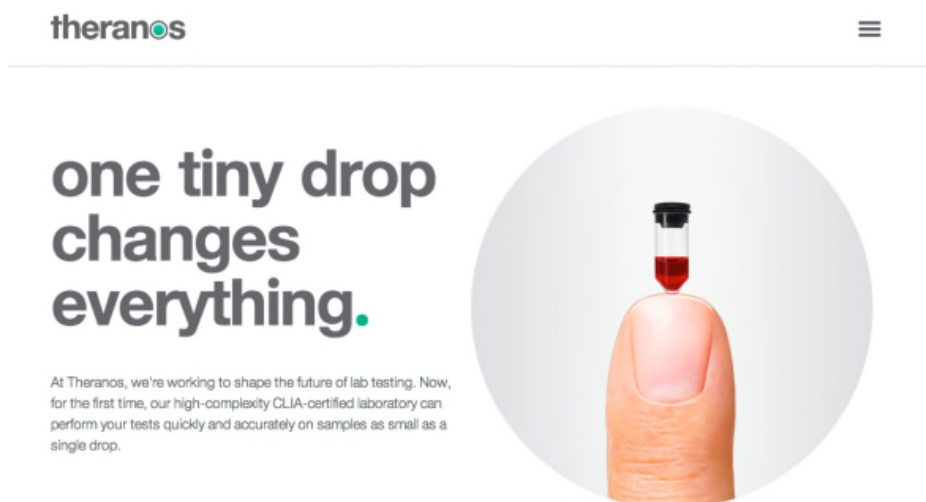 theranos
one tiny drop
changes
everything.
At Theranos, we're working to shape the future of lab testing. Now,
for the first time, our high-complexity CLIA-certified laboratory can
perform your tests quickly and accurately on samples as small as a
single drop.